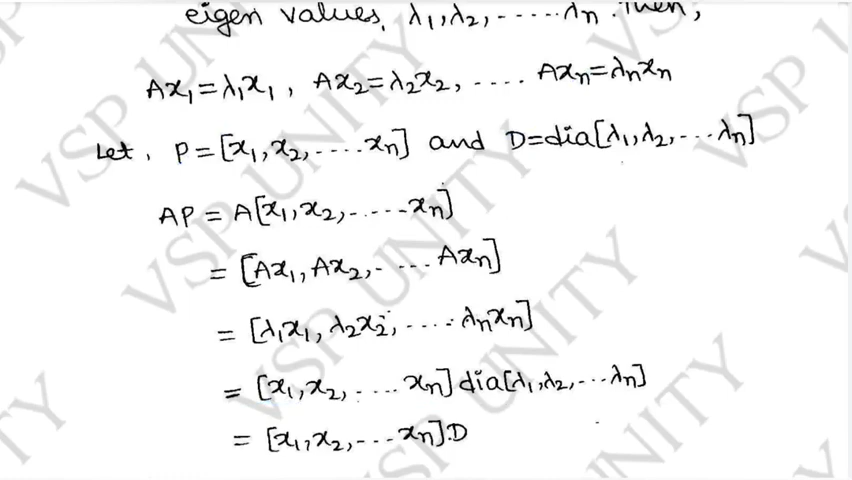 eigen values, λ1, λ2, ...... λn. Then,
Ax1=λ1x1, Ax2=λ2x2, .... Axn=λnxn
Let, P=[x1,x2,.....xn] and D=dia[λ1,λ2,...λn]
AP = A[x1,x2,.....xn]
= [Ax1,Ax2,.....Axn]
= [λ1x1, λ2x2, .....λnxn]
= [x1,x2,.....xn]dia[λ1,λ2,...λn]
= [x1,x2,...xn].D
VSP UNITY